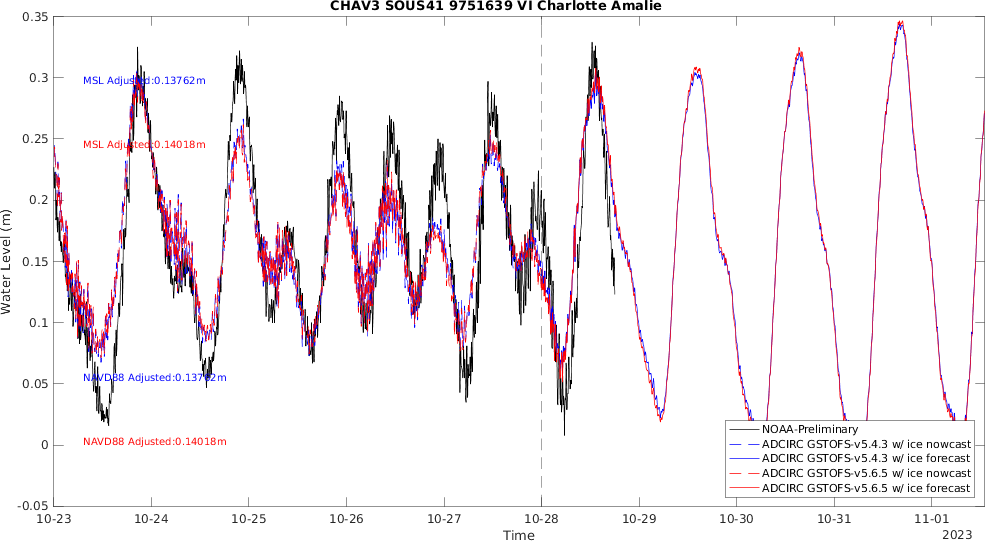 CHAV3 SOUS41 9751639 VI Charlotte Amalie
0.35
0.3
0.25
0.2
0.15
0.1
0.05
0
-0.05
Water Level (m)
MSL Adjusted:0.13762m
MSL Adjusted:0.14018m
NAVD88 Adjusted:0.13762m
NAVD88 Adjusted:0.14018m
NOAA-Preliminary
ADCIRC GSTOFS-v5.4.3 w/ ice nowcast
ADCIRC GSTOFS-v5.4.3 w/ ice forecast
ADCIRC GSTOFS-v5.6.5 w/ ice nowcast
ADCIRC GSTOFS-v5.6.5 w/ ice forecast
10-23 10-24 10-25 10-26 10-27 10-28 10-29 10-30 10-31 11-01
Time
2023